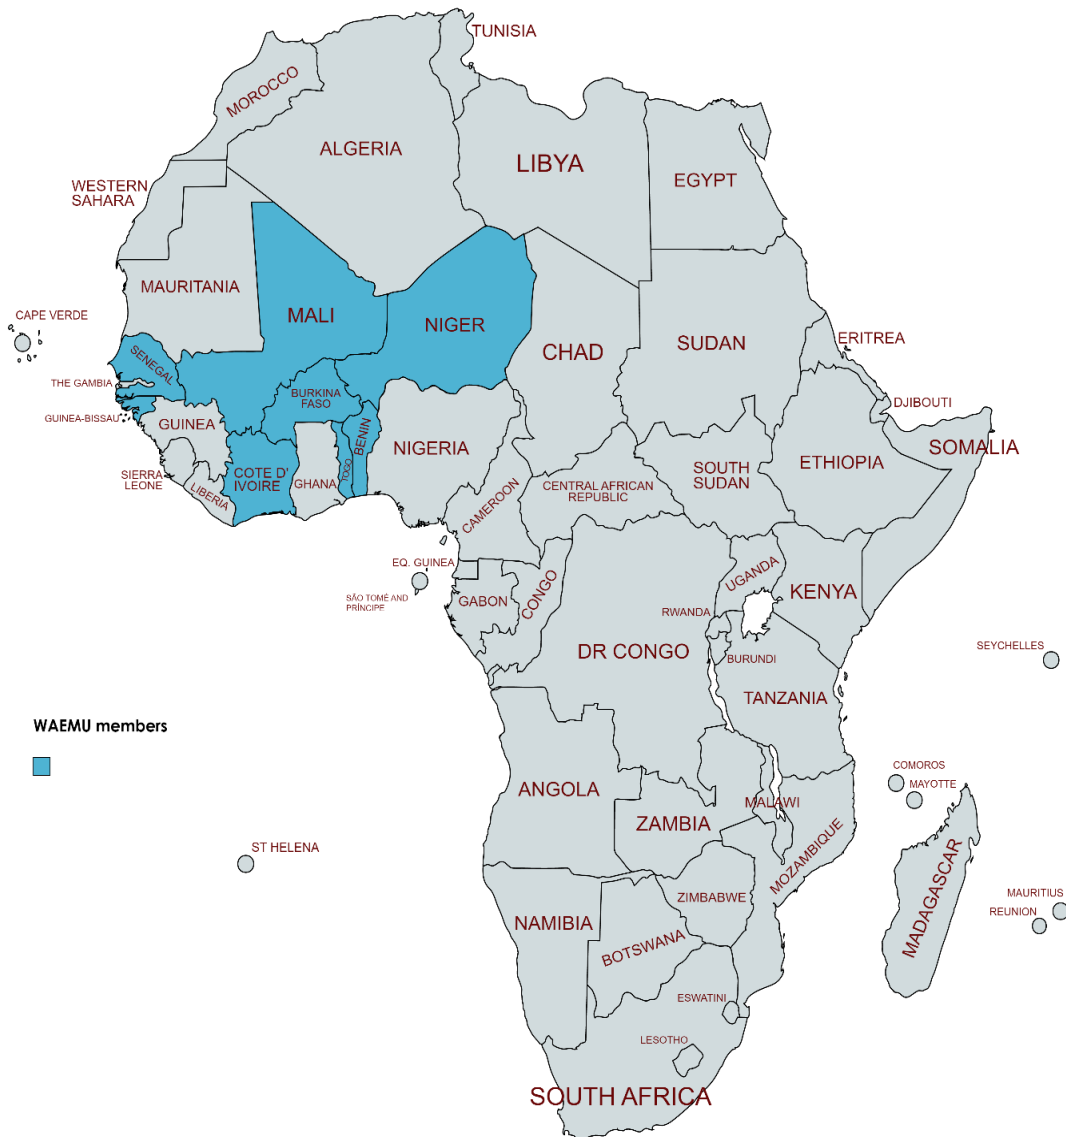 TUNISIA
MOROCCO
ALGERIA
LIBYA
EGYPT
WESTERN
SAHARA
MAURITANIA
MALI
NIGER
CAPE VERDE
CHAD
SUDAN
ERITREA
SENEGAL
THE GAMBIA
BURKINA
FASO
DJIBOUTI
GUINEA-BISSAU
GUINEA
BENIN
NIGERIA
SOMALIA
ETHIOPIA
SIERRA
LEONE
LIBERIA
COTE D'
IVOIRE
GHANA
TOGO
CAMEROON
CENTRAL AFRICAN
REPUBLIC
SOUTH
SUDAN
EQ. GUINEA
SÃO TOMÉ AND
PRÍNCIPE
GABON
CONGO
UGANDA
KENYA
RWANDA
DR CONGO
BURUNDI
SEYCHELLES
TANZANIA
WAEMU members
COMOROS
MAYOTTE
ANGOLA
MALAWI
ZAMBIA
MOZAMBIQUE
ST HELENA
MADAGASCAR
ZIMBABWE
MAURITIUS
REUNION
NAMIBIA
BOTSWANA
ESWATINI
LESOTHO
SOUTH AFRICA